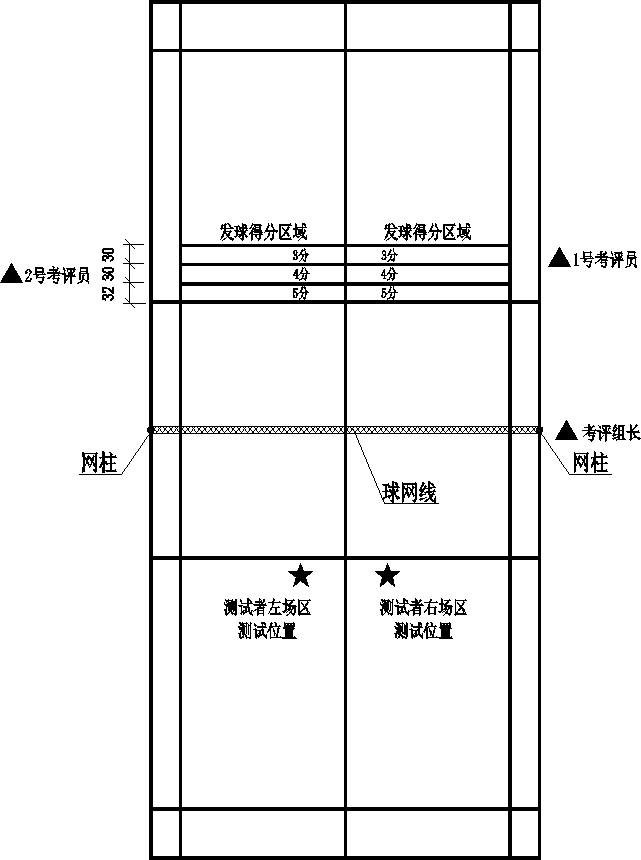 发球得分区域 发球得分区域
30 3分 3分
▲1号考评员
▲2号考评员 30 4分 4分
32 5分 5分
▲考评组长
网柱 网柱
球网线
★ ★
测试者左场区 测试者右场区
测试位置 测试位置